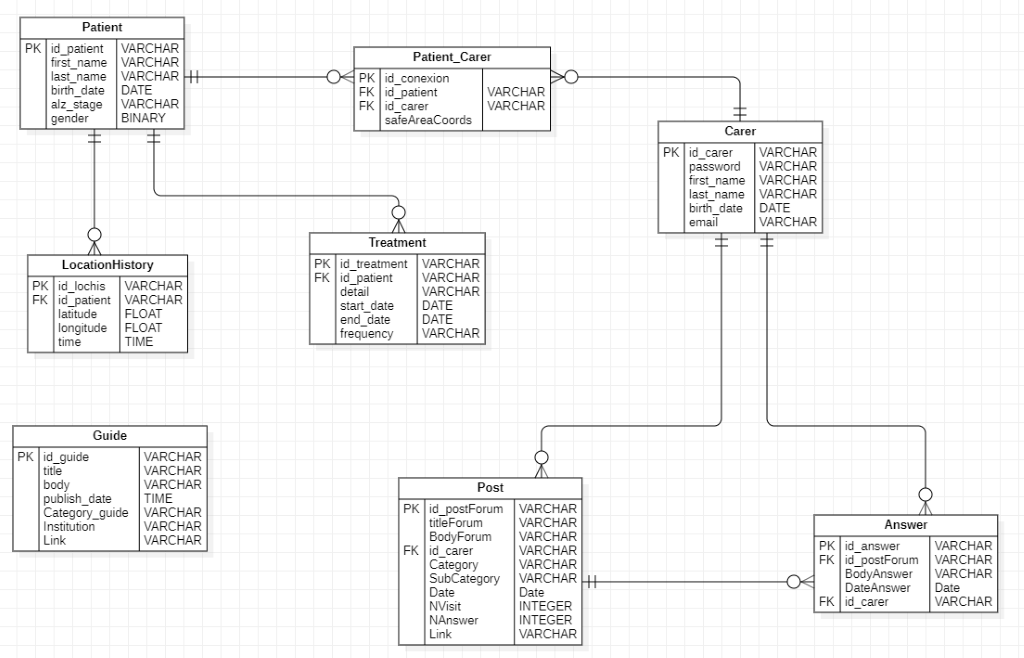 Patient
PK id_patient VARCHAR
first_name VARCHAR
last_name VARCHAR
birth_date DATE
alz_stage VARCHAR
gender BINARY
Patient_Carer
PK id_conexion
FK id_patient VARCHAR
FK id_carer VARCHAR
safeAreaCoords
Carer
PK id_carer VARCHAR
password VARCHAR
first_name VARCHAR
last_name VARCHAR
birth_date DATE
email VARCHAR
LocationHistory
PK id_lochis VARCHAR
FK id_patient VARCHAR
latitude FLOAT
longitude FLOAT
time TIME
Treatment
PK id_treatment VARCHAR
FK id_patient VARCHAR
detail VARCHAR
start_date DATE
end_date DATE
frequency VARCHAR
Guide
PK id_guide VARCHAR
title VARCHAR
body VARCHAR
publish_date TIME
Category_guide VARCHAR
Institution VARCHAR
Link VARCHAR
Post
PK id_postForum VARCHAR
titleForum VARCHAR
BodyForum VARCHAR
FK id_carer VARCHAR
Category VARCHAR
SubCategory VARCHAR
Date Date
NVisit INTEGER
NAnswer INTEGER
Link VARCHAR
Answer
PK id_answer VARCHAR
FK id_postForum VARCHAR
BodyAnswer VARCHAR
DateAnswer Date
FK id_carer VARCHAR